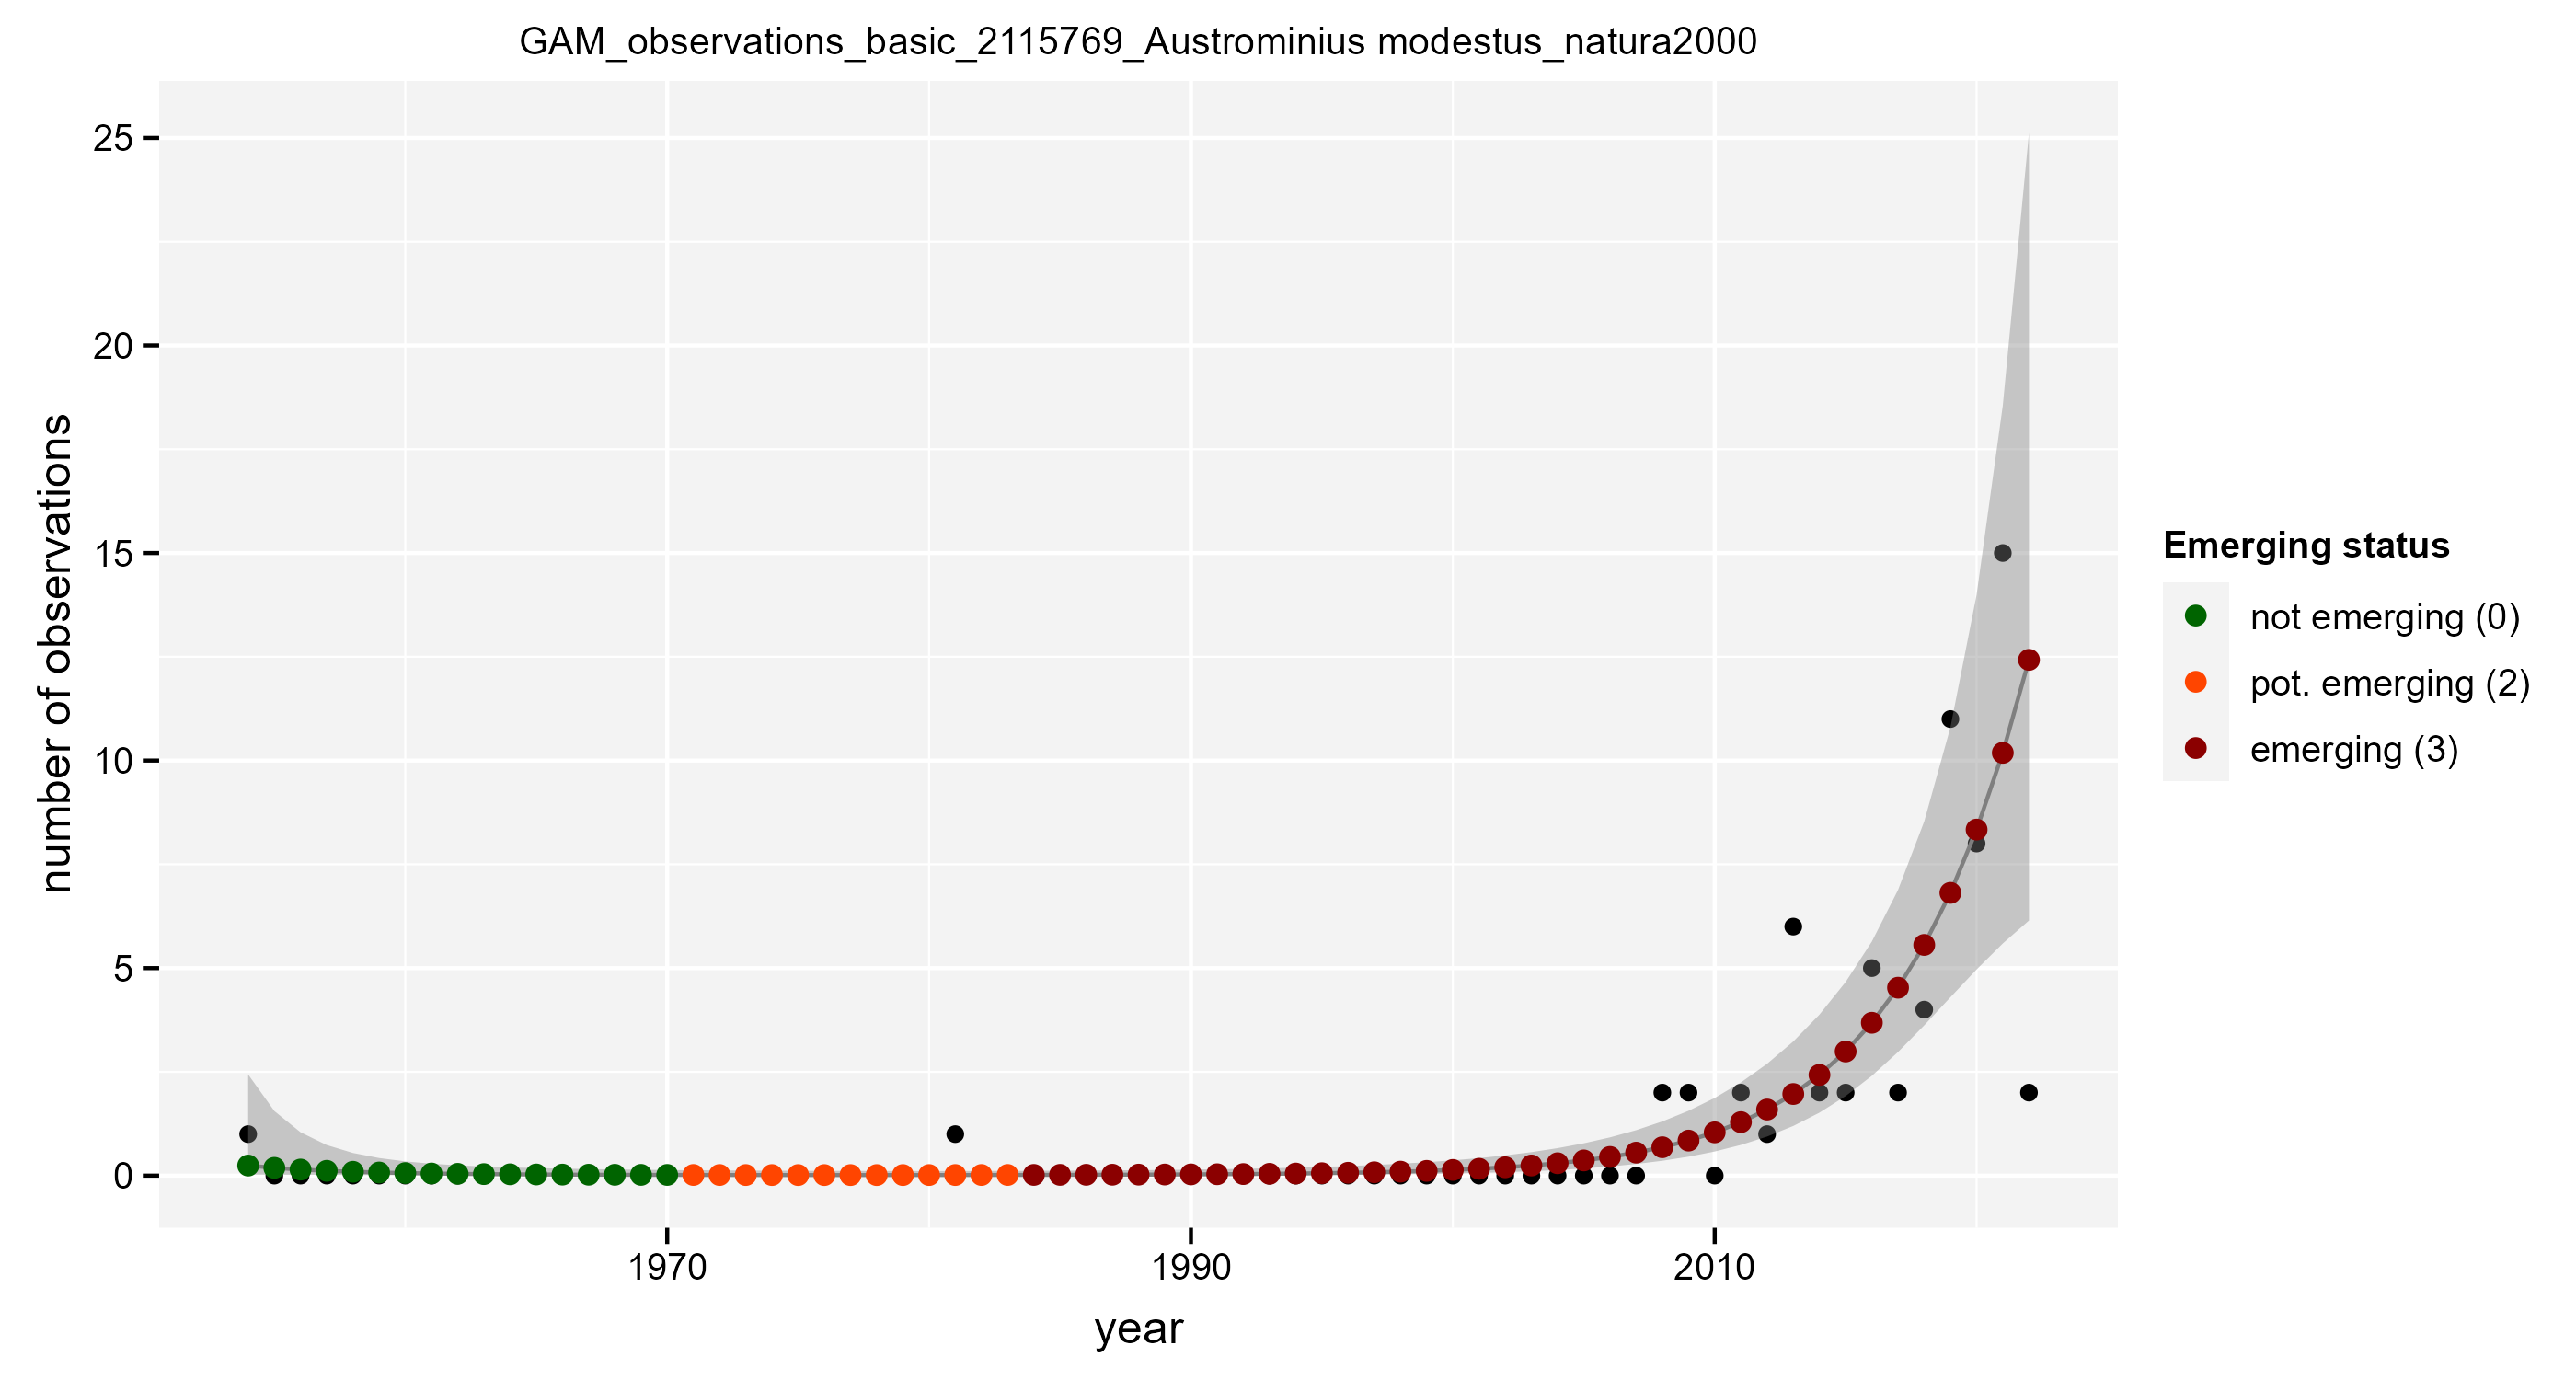 GAM_observations_basic_2115769_Austrominius modestus_natura2000
number of observations
25
20
15
10
5
0
1970
1990
2010
year
Emerging status
not emerging (0)
pot. emerging (2)
emerging (3)